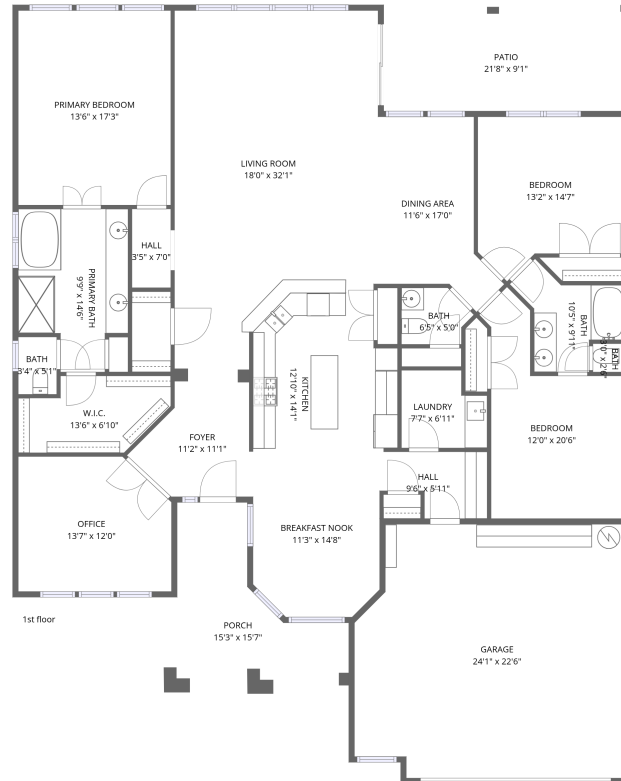 PATIO
21'8" x 9'1"
PRIMARY BEDROOM
13'6" x 17'3"
LIVING ROOM
18'0" x 32'1"
BEDROOM
13'2" x 14'7"
DINING AREA
11'6" x 17'0"
HALL
3'5" x 7'0"
PRIMARY BATH
9'9" x 14'6"
BATH
6'5" x 5'0"
BATH
10'5" x 9'11"
BATH
3'4" x 5'1"
BATH
KITCHEN
12'10" x 14'1"
W.I.C.
13'6" x 6'10"
LAUNDRY
7'7" x 6'11"
BEDROOM
12'0" x 20'6"
FOYER
11'2" x 11'1"
HALL
9'6" x 5'11"
OFFICE
13'7" x 12'0"
BREAKFAST NOOK
11'3" x 14'8"
1st floor
PORCH
15'3" x 15'7"
GARAGE
24'1" x 22'6"